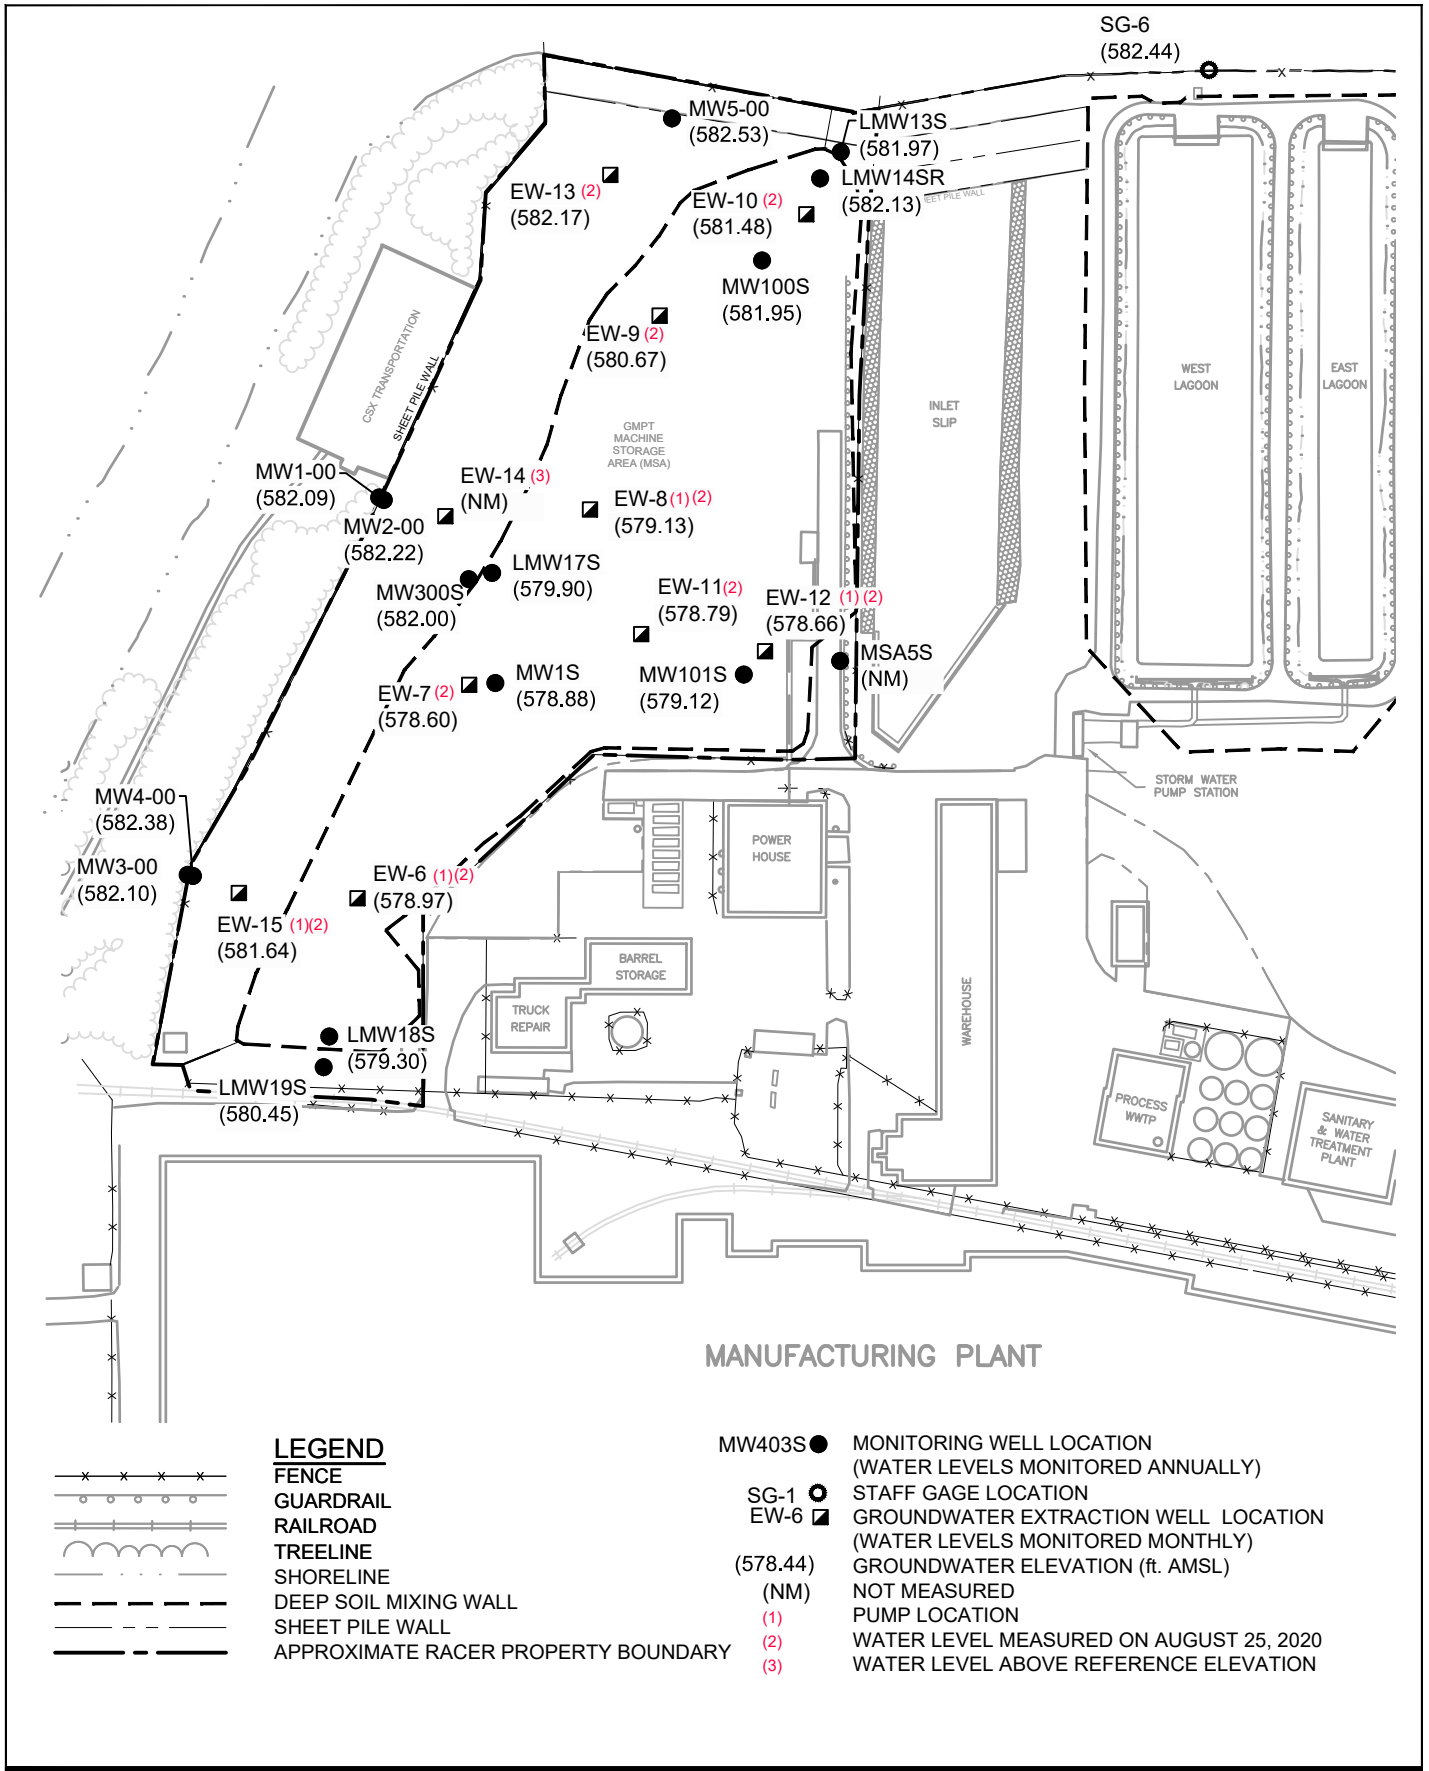 SG-6
(582.44)
MW5-00
(582.53)
LMW13S
(581.97)
EW-13 (2)
(582.17)
EW-10 (2)
(581.48)
LMW14SR
(582.13)
SHEET PILE WALL
MW100S
(581.95)
EW-9 (2)
(580.67)
CSX TRANSPORTATION
SHEET PILE WALL
WEST
LAGOON
EAST
LAGOON
INLET
SLIP
GMPT
MACHINE
STORAGE
AREA (MSA)
MW1-00
(582.09)
EW-14 (3)
(NM)
EW-8 (1) (2)
(579.13)
MW2-00
(582.22)
LMW17S
(579.90)
MW300S
(582.00)
EW-11 (2)
(578.79)
EW-12 (1) (2)
(578.66)
MSA5S
(NM)
MW1S
(578.88)
MW101S
(579.12)
EW-7 (2)
(578.60)
STORM WATER
PUMP STATION
MW4-00
(582.38)
POWER
HOUSE
MW3-00
(582.10)
EW-6 (1)(2)
(578.97)
EW-15 (1)(2)
(581.64)
BARREL
STORAGE
TRUCK
REPAIR
WAREHOUSE
LMW18S
(579.30)
LMW19S
(580.45)
PROCESS
WWTP
SANITARY
& WATER
TREATMENT
PLANT
MANUFACTURING PLANT
LEGEND
FENCE
GUARDRAIL
RAILROAD
TREELINE
SHORELINE
DEEP SOIL MIXING WALL
SHEET PILE WALL
APPROXIMATE RACER PROPERTY BOUNDARY
MW403S MONITORING WELL LOCATION
(WATER LEVELS MONITORED ANNUALLY)
SG-1 STAFF GAGE LOCATION
EW-6 GROUNDWATER EXTRACTION WELL LOCATION
(WATER LEVELS MONITORED MONTHLY)
(578.44) GROUNDWATER ELEVATION (ft. AMSL)
(NM) NOT MEASURED
(1) PUMP LOCATION
(2) WATER LEVEL MEASURED ON AUGUST 25, 2020
(3) WATER LEVEL ABOVE REFERENCE ELEVATION